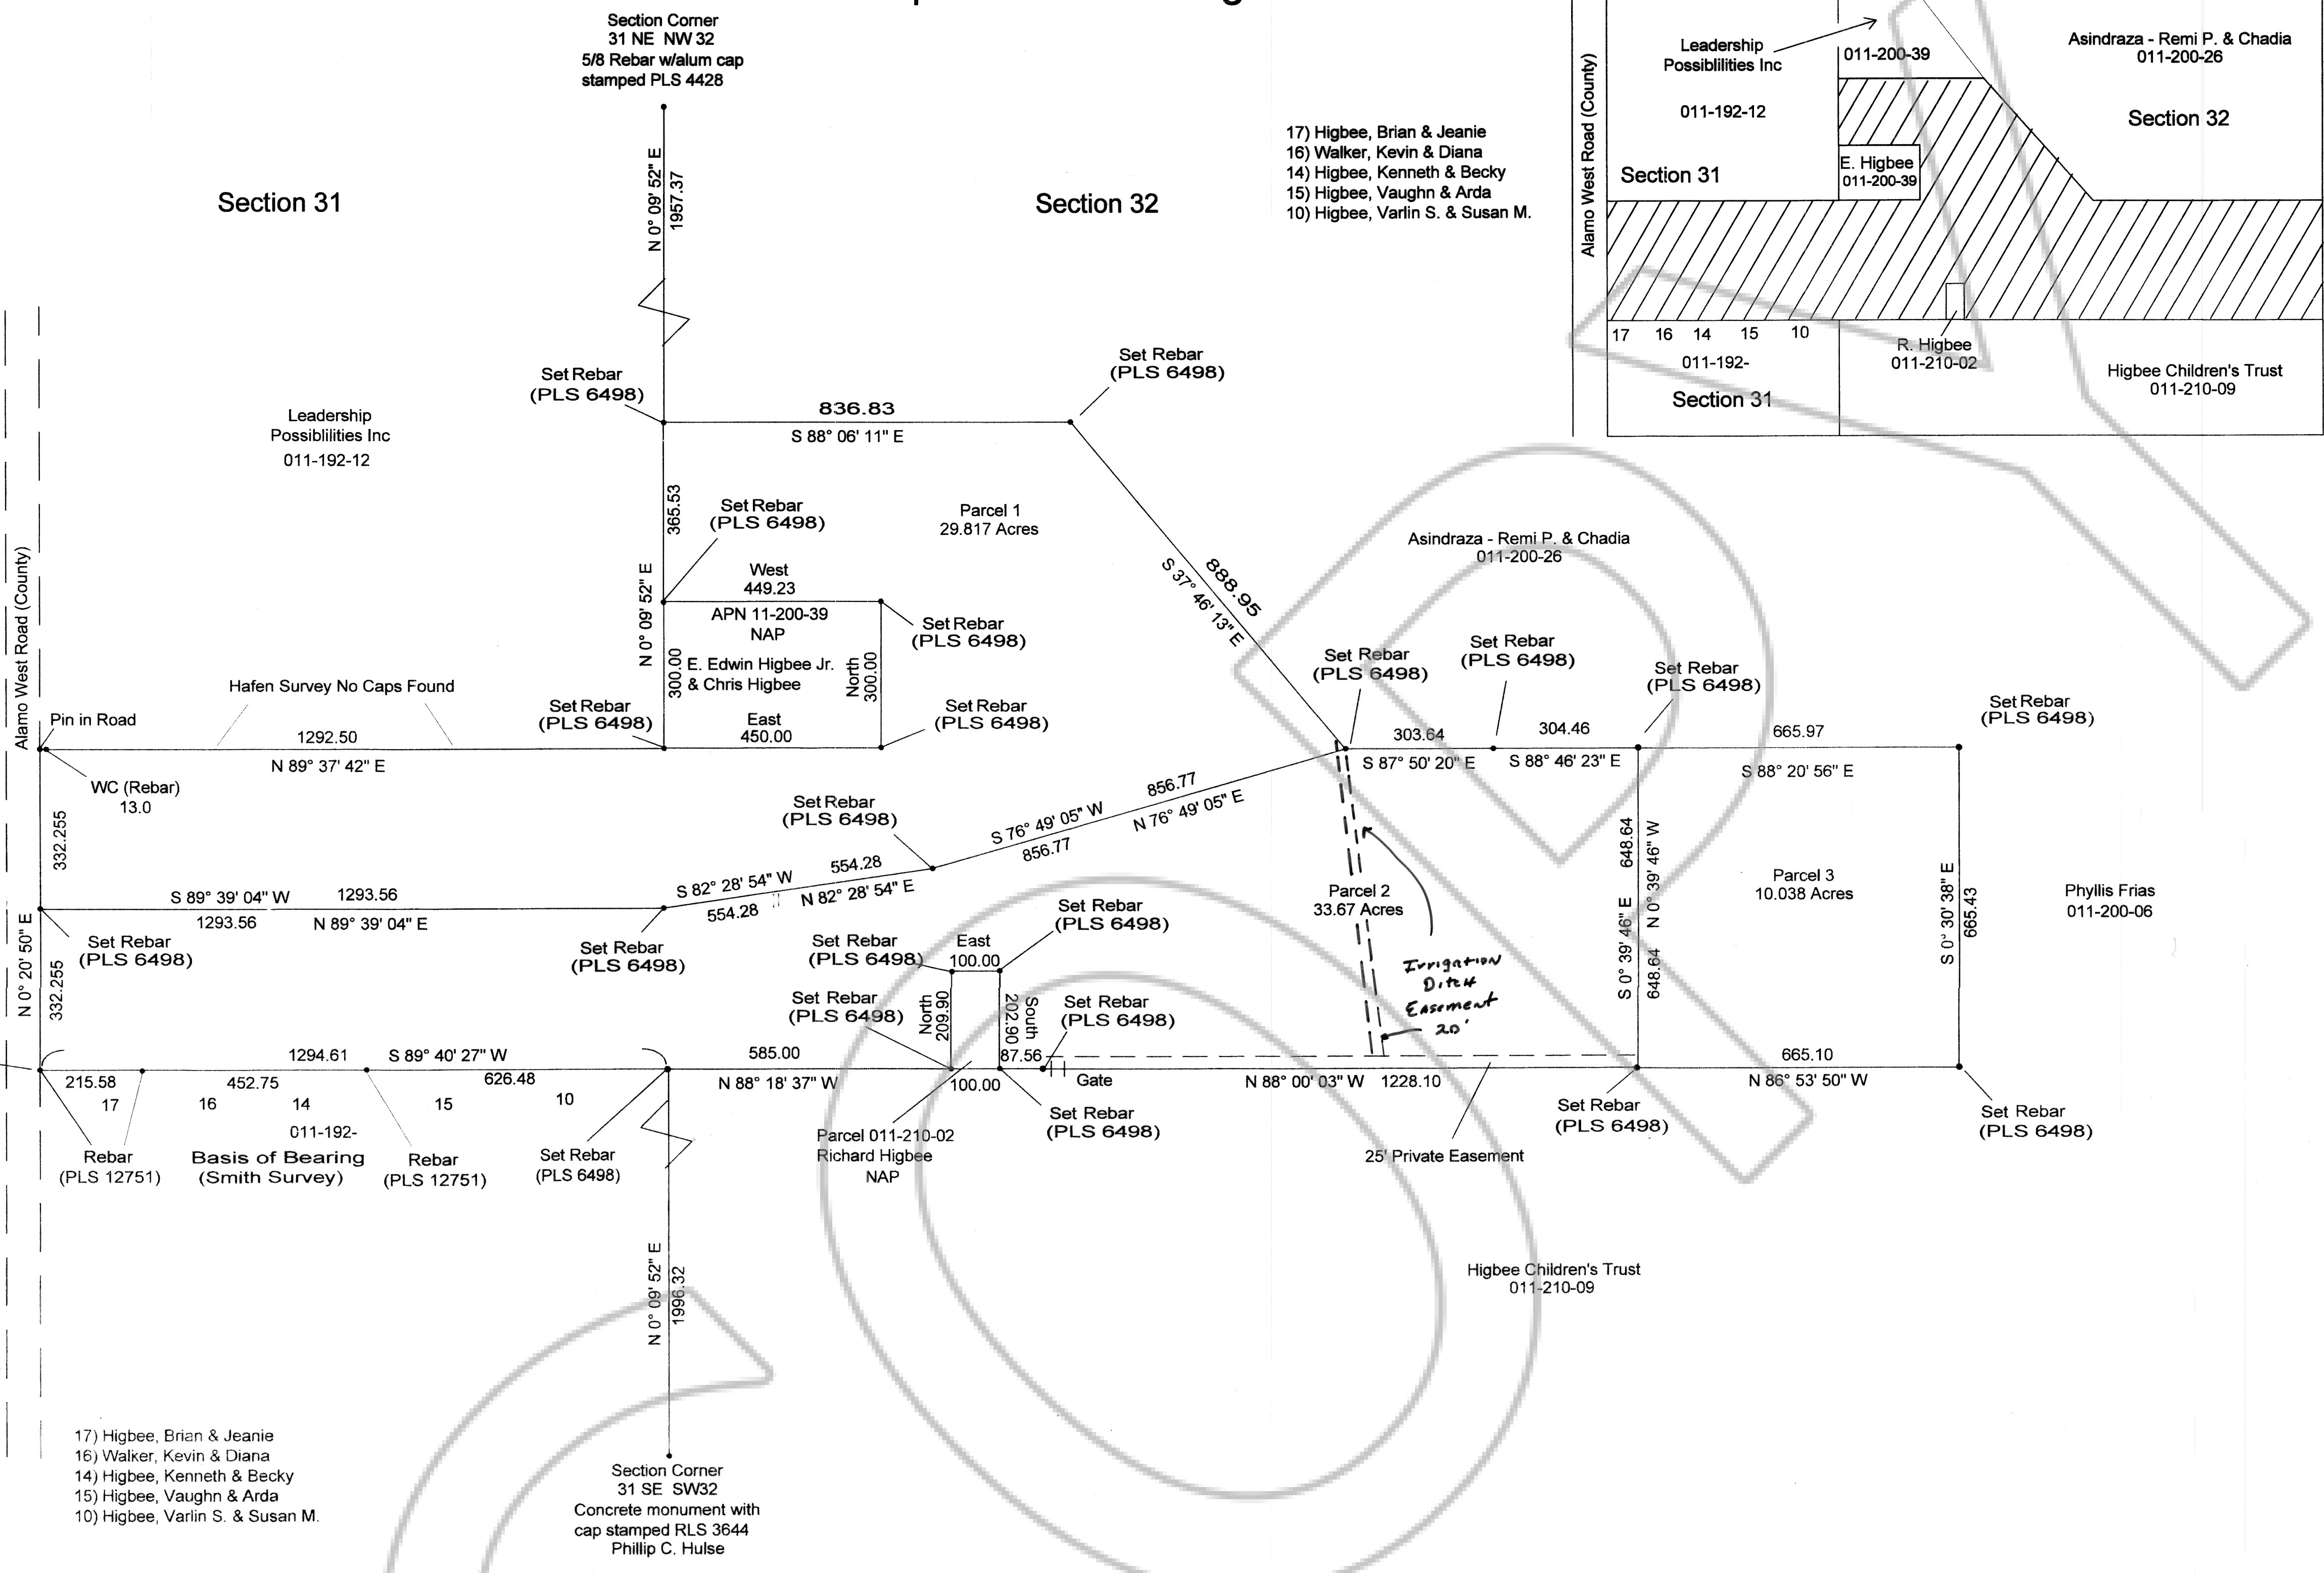 Section Corner
31 NE NW 32
5/8 Rebar w/alum cap
stamped PLS 4428
N 0° 09' 52" E
1957.37
Section 31
Section 32
17) Higbee, Brian & Jeanie
16) Walker, Kevin & Diana
14) Higbee, Kenneth & Becky
15) Higbee, Vaughn & Arda
10) Higbee, Varlin S. & Susan M.
Alamo West Road (County)
Leadership
Possiblilities Inc
011-192-12
Section 31
011-200-39
Asindraza - Remi P. & Chadia
011-200-26
Section 32
E. Higbee
011-200-39
17 16 14 15 10
011-192-
Section 31
R. Higbee
011-210-02
Higbee Children's Trust
011-210-09
Set Rebar
(PLS 6498)
Set Rebar
(PLS 6498)
836.83
S 88° 06' 11" E
Leadership
Possiblilities Inc
011-192-12
365.53
Set Rebar
(PLS 6498)
Parcel 1
29.817 Acres
888.95
S 37° 46' 13" E
Asindraza - Remi P. & Chadia
011-200-26
N 0° 09' 52" E
West
449.23
APN 11-200-39
NAP
300.00
E. Edwin Higbee Jr.
& Chris Higbee
North
300.00
Set Rebar
(PLS 6498)
East
450.00
Set Rebar
(PLS 6498)
Set Rebar
(PLS 6498)
Alamo West Road (County)
Hafen Survey No Caps Found
Pin in Road
1292.50
N 89° 37' 42" E
WC (Rebar)
13.0
Set Rebar
(PLS 6498)
Set Rebar
(PLS 6498)
Set Rebar
(PLS 6498)
Set Rebar
(PLS 6498)
303.64
S 87° 50' 20" E
304.46
S 88° 46' 23" E
665.97
S 88° 20' 56" E
332.255
Set Rebar
(PLS 6498)
S 76° 49' 05" W
856.77
856.77
N 76° 49' 05" E
S 82° 28' 54" W
554.28
554.28
N 82° 28' 54" E
S 89° 39' 04" W 1293.56
1293.56 N 89° 39' 04" E
Set Rebar
(PLS 6498)
Set Rebar
(PLS 6498)
N 0° 20' 50" E
332.255
Parcel 2
33.67 Acres
S 0° 39' 46" E 648.64
648.64 N 0° 39' 46" W
Parcel 3
10.038 Acres
S 0° 30' 38" E
665.43
Phyllis Frias
011-200-06
Irrigation
Ditch
Easement
20'
Set Rebar
(PLS 6498)
East
100.00
Set Rebar
(PLS 6498)
Set Rebar
(PLS 6498)
North
209.90
South
202.90
Set Rebar
(PLS 6498)
1294.61 S 89° 40' 27" W
215.58
452.75
626.48
17 16 14 15 10
011-192-
Rebar
(PLS 12751)
Basis of Bearing
(Smith Survey)
Rebar
(PLS 12751)
Set Rebar
(PLS 6498)
585.00
N 88° 18' 37" W
100.00
87.56
Gate
N 88° 00' 03" W 1228.10
665.10
N 86° 53' 50" W
Parcel 011-210-02
Richard Higbee
NAP
Set Rebar
(PLS 6498)
25' Private Easement
Set Rebar
(PLS 6498)
Set Rebar
(PLS 6498)
N 0° 09' 52" E
1996.32
Higbee Children's Trust
011-210-09
17) Higbee, Brian & Jeanie
16) Walker, Kevin & Diana
14) Higbee, Kenneth & Becky
15) Higbee, Vaughn & Arda
10) Higbee, Varlin S. & Susan M.
Section Corner
31 SE SW32
Concrete monument with
cap stamped RLS 3644
Phillip C. Hulse